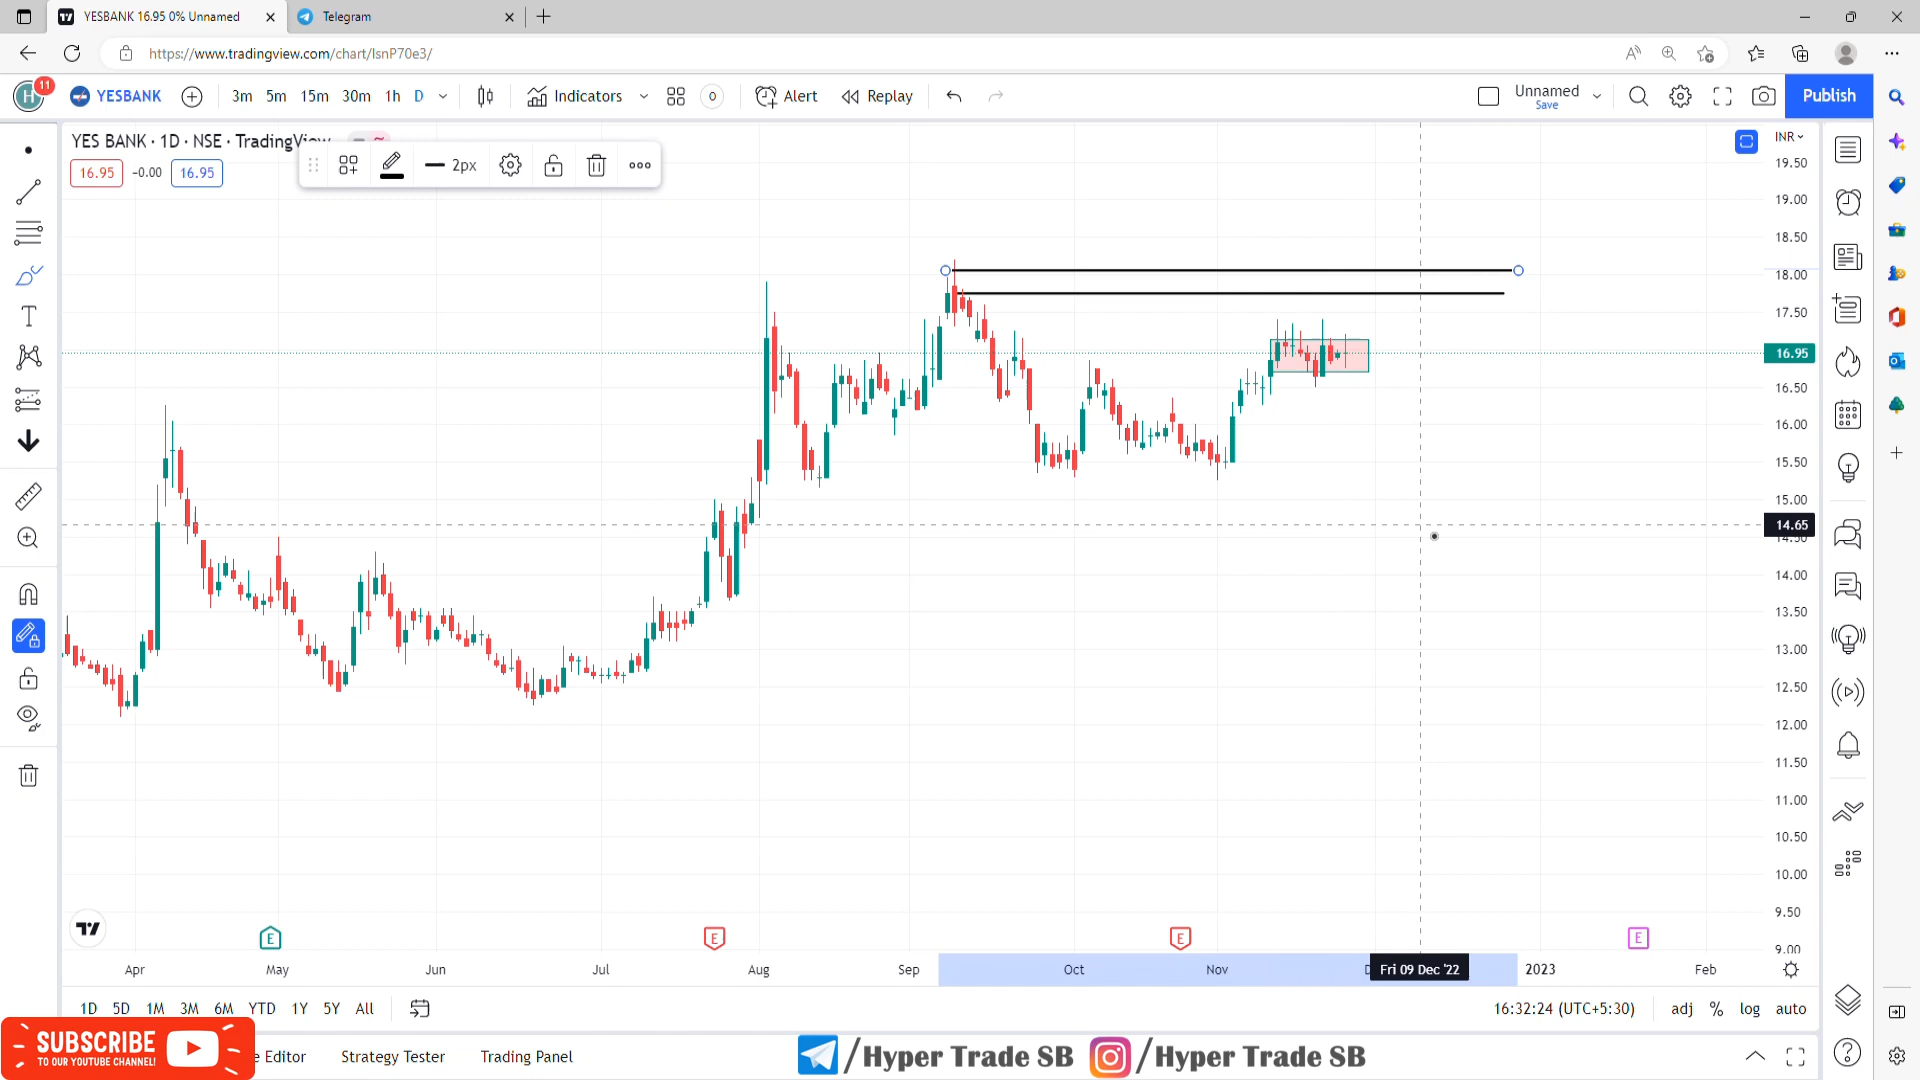 YESBANK 16.95 0% Unnamed
Telegram
https://www.tradingview.com/chart/lsnP70e3/
H 11 YESBANK 3m 5m 15m 30m 1h D Indicators 0 Alert Replay Unnamed Save Publish
YES BANK · 1D · NSE · TradingView
INR
16.95 -0.00 16.95
2px
19.50
19.00
18.50
18.00
17.50
16.95
16.50
16.00
15.50
15.00
14.65
14.50
14.00
13.50
13.00
12.50
12.00
11.50
11.00
10.50
10.00
9.50
9.00
E E E E
Apr May Jun Jul Aug Sep Oct Nov Fri 09 Dec '22 2023 Feb
1D 5D 1M 3M 6M YTD 1Y 5Y All
16:32:24 (UTC+5:30) adj % log auto
SUBSCRIBE
TO OUR YOUTUBE CHANNEL!
e Editor Strategy Tester Trading Panel
/Hyper Trade SB /Hyper Trade SB